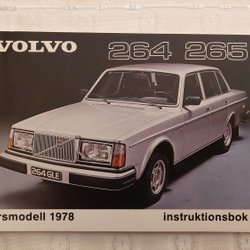 VOLVO 264 265
264 GLE
rsmodell 1978 instruktionsbok